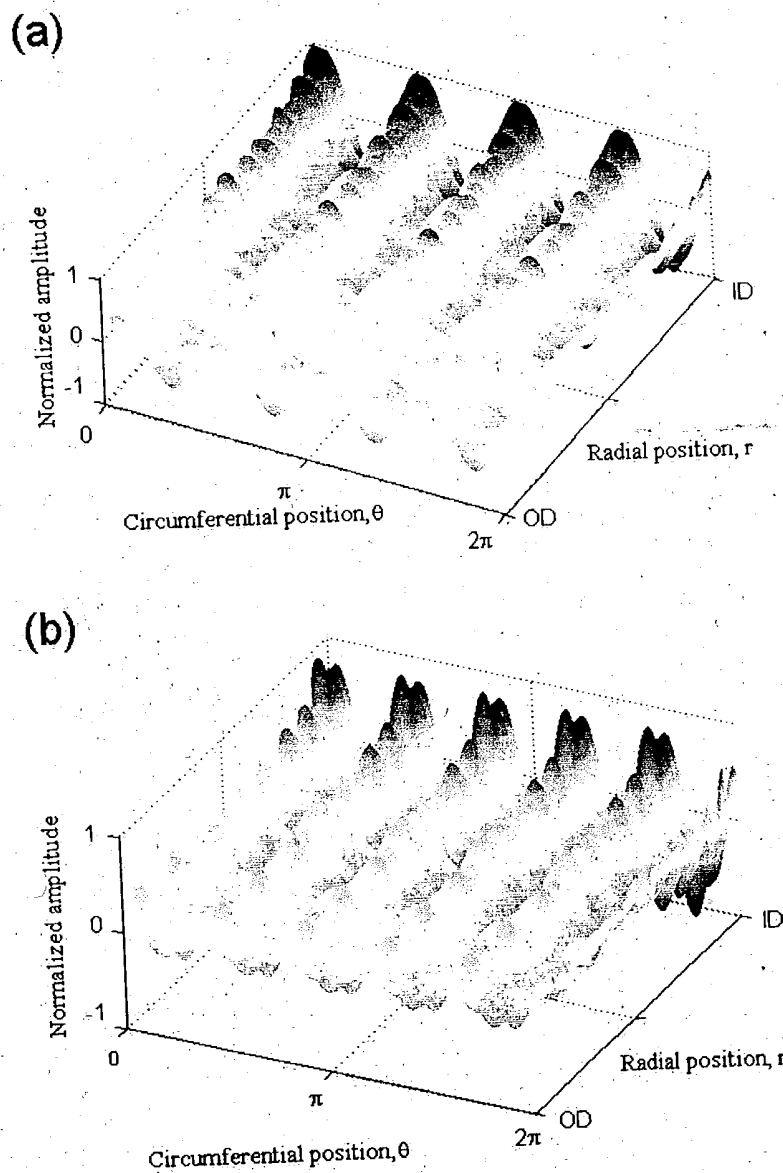 (a)
Normalized amplitude
1
0
-1
0
π
2π
Circumferential position,θ
OD
ID
Radial position, r
(b)
Normalized amplitude
1
0
-1
0
π
2π
Circumferential position,θ
OD
ID
Radial position, r